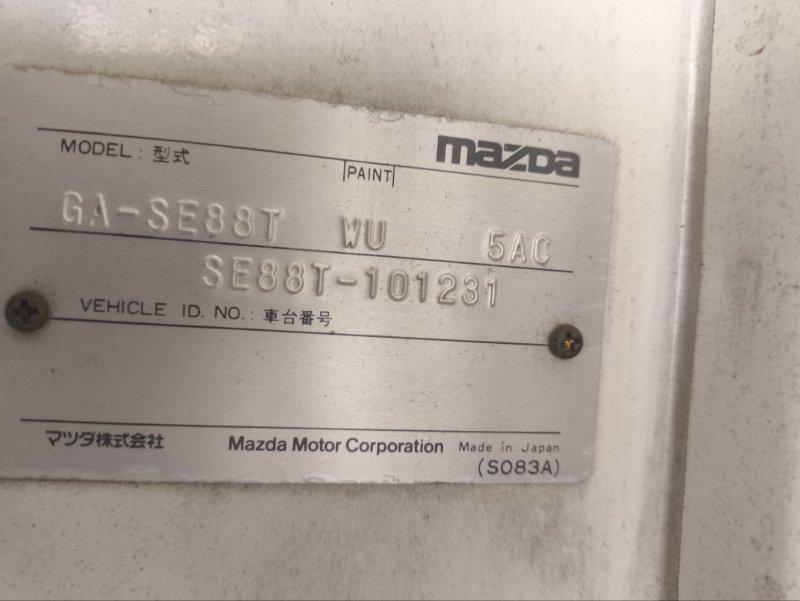 MODEL : 型式
PAINT
mazda
GA-SE88T WU 5AC
SE88T-101231
VEHICLE ID. NO. : 車台番号
マツダ株式会社 Mazda Motor Corporation Made in Japan
(S083A)